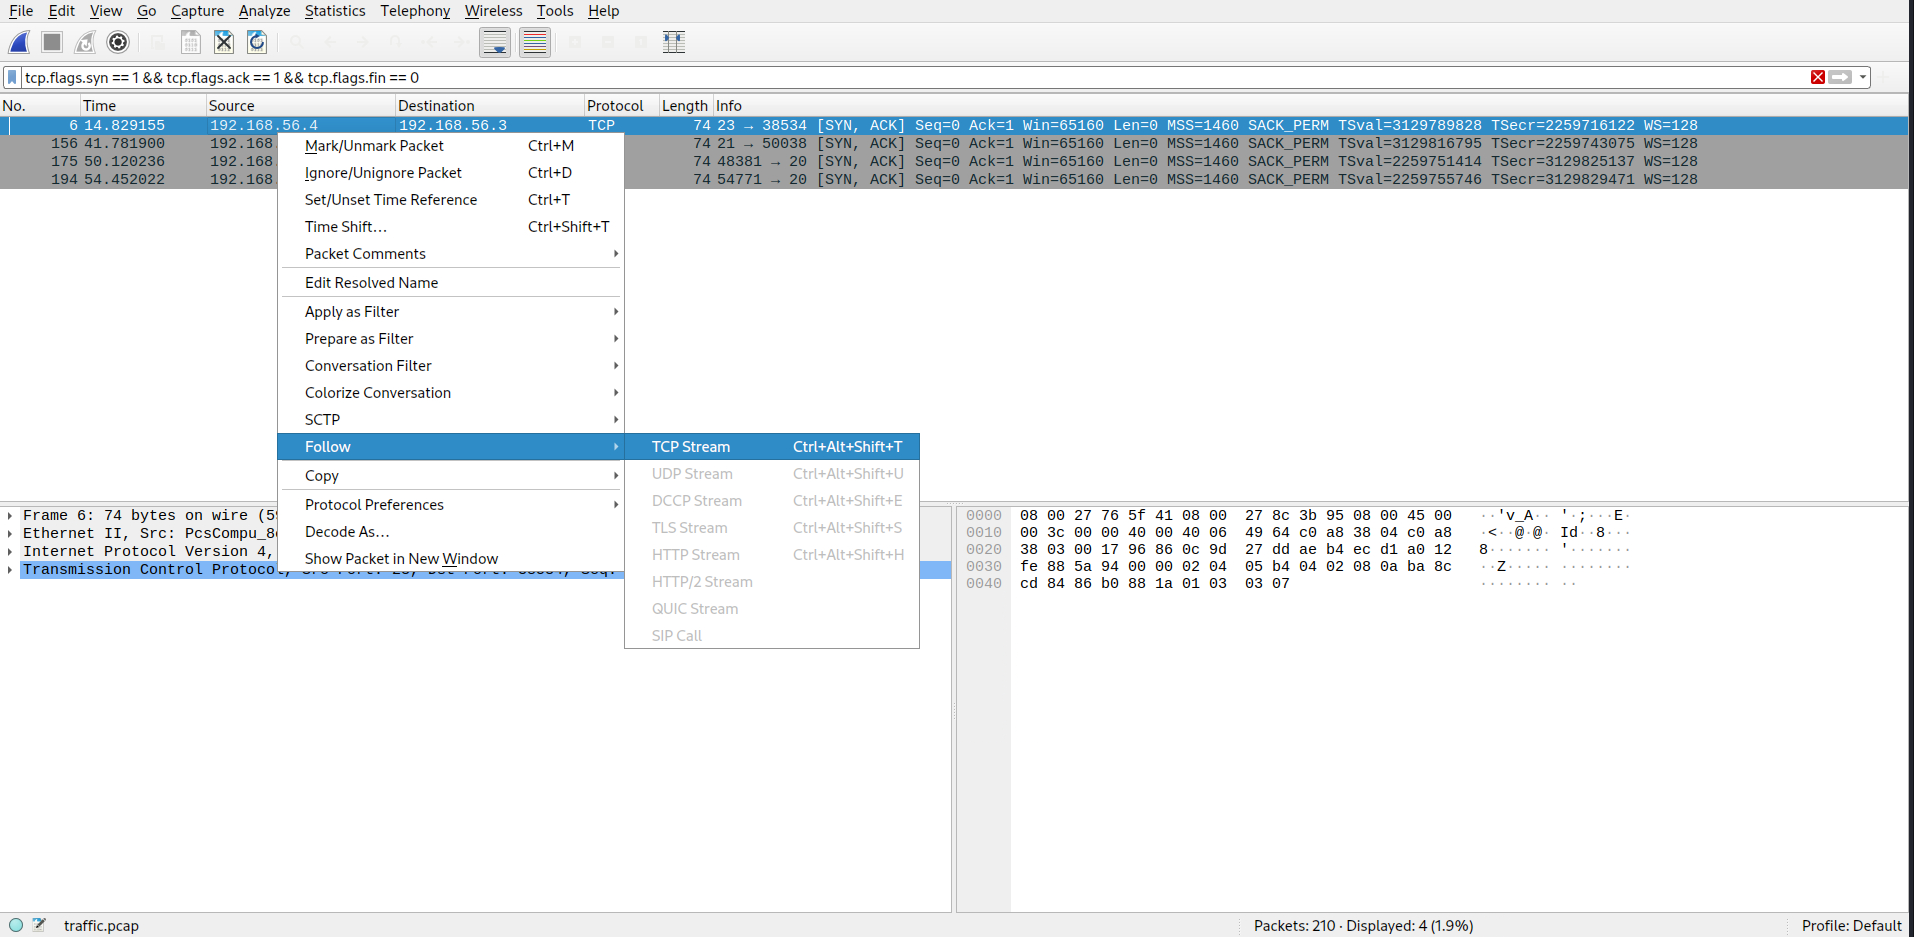 File Edit View Go Capture Analyze Statistics Telephony Wireless Tools Help
tcp.flags.syn == 1 && tcp.flags.ack == 1 && tcp.flags.fin == 0
No. Time Source Destination Protocol Length Info
6 14.829155 192.168.56.4 192.168.56.3 TCP 74 23 → 38534 [SYN, ACK] Seq=0 Ack=1 Win=65160 Len=0 MSS=1460 SACK_PERM TSval=3129789828 TSecr=2259716122 WS=128
156 41.781900 192.168. 74 21 → 50038 [SYN, ACK] Seq=0 Ack=1 Win=65160 Len=0 MSS=1460 SACK_PERM TSval=3129816795 TSecr=2259743075 WS=128
175 50.120236 192.168. 74 48381 → 20 [SYN, ACK] Seq=0 Ack=1 Win=65160 Len=0 MSS=1460 SACK_PERM TSval=2259751414 TSecr=3129825137 WS=128
194 54.452022 192.168. 74 54771 → 20 [SYN, ACK] Seq=0 Ack=1 Win=65160 Len=0 MSS=1460 SACK_PERM TSval=2259755746 TSecr=3129829471 WS=128
Mark/Unmark Packet Ctrl+M
Ignore/Unignore Packet Ctrl+D
Set/Unset Time Reference Ctrl+T
Time Shift… Ctrl+Shift+T
Packet Comments
Edit Resolved Name
Apply as Filter
Prepare as Filter
Conversation Filter
Colorize Conversation
SCTP
Follow
Copy
Protocol Preferences
Decode As…
Show Packet in New Window
TCP Stream Ctrl+Alt+Shift+T
UDP Stream Ctrl+Alt+Shift+U
DCCP Stream Ctrl+Alt+Shift+E
TLS Stream Ctrl+Alt+Shift+S
HTTP Stream Ctrl+Alt+Shift+H
HTTP/2 Stream
QUIC Stream
SIP Call
Frame 6: 74 bytes on wire (59
Ethernet II, Src: PcsCompu_8
Internet Protocol Version 4,
Transmission Control Protocol,
0000 08 00 27 76 5f 41 08 00 27 8c 3b 95 08 00 45 00 ··'v_A·· '·;···E·
0010 00 3c 00 00 40 00 40 06 49 64 c0 a8 38 04 c0 a8 ·<··@·@· Id··8···
0020 38 03 00 17 96 86 0c 9d 27 dd ae b4 ec d1 a0 12 8······· '·······
0030 fe 88 5a 94 00 00 02 04 05 b4 04 02 08 0a ba 8c ··Z····· ········
0040 cd 84 86 b0 88 1a 01 03 03 07 ········ ··
traffic.pcap Packets: 210 · Displayed: 4 (1.9%) Profile: Default